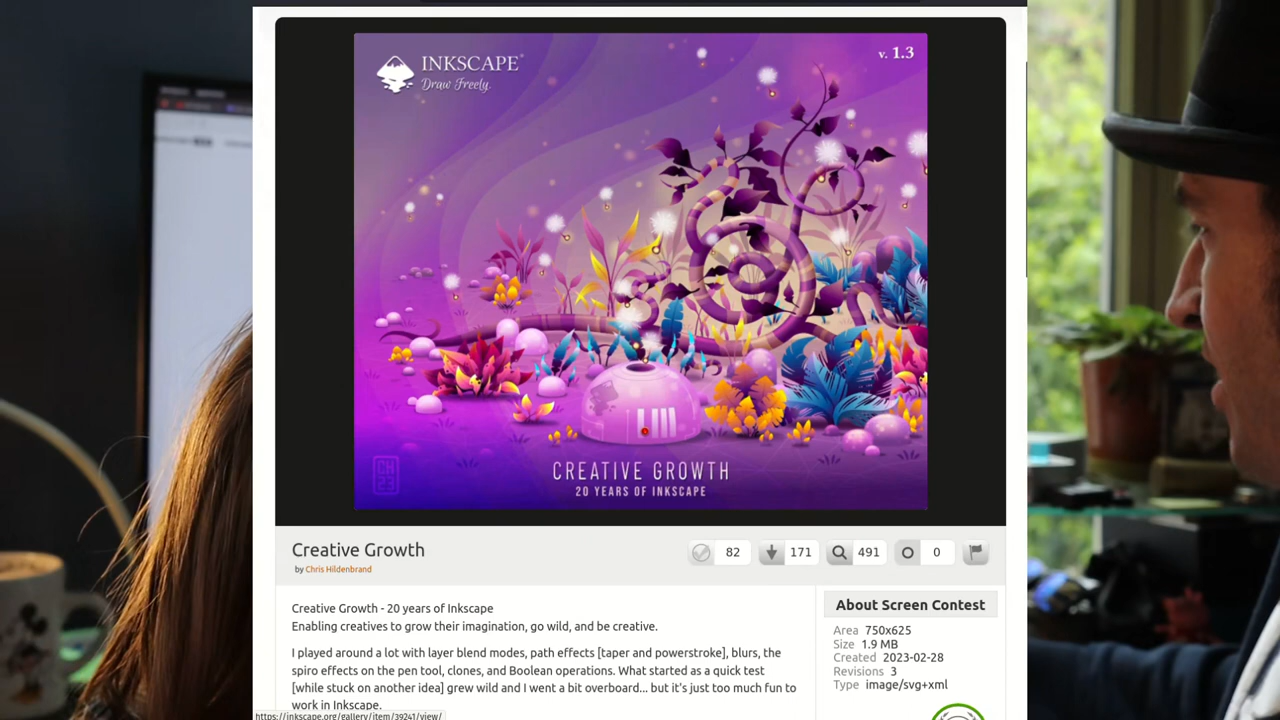 INKSCAPE
Draw Freely.
v. 1.3
CH
23
CREATIVE GROWTH
20 YEARS OF INKSCAPE
Creative Growth
82
171
491
0
by Chris Hildenbrand
Creative Growth - 20 years of Inkscape
Enabling creatives to grow their imagination, go wild, and be creative.
I played around a lot with layer blend modes, path effects [taper and powerstroke], blurs, the
spiro effects on the pen tool, clones, and Boolean operations. What started as a quick test
[while stuck on another idea] grew wild and I went a bit overboard... but it's just too much fun to
work in Inkscape.
About Screen Contest
Area 750x625
Size 1.9 MB
Created 2023-02-28
Revisions 3
Type image/svg+xml
https://inkscape.org/gallery/item/39241/view/